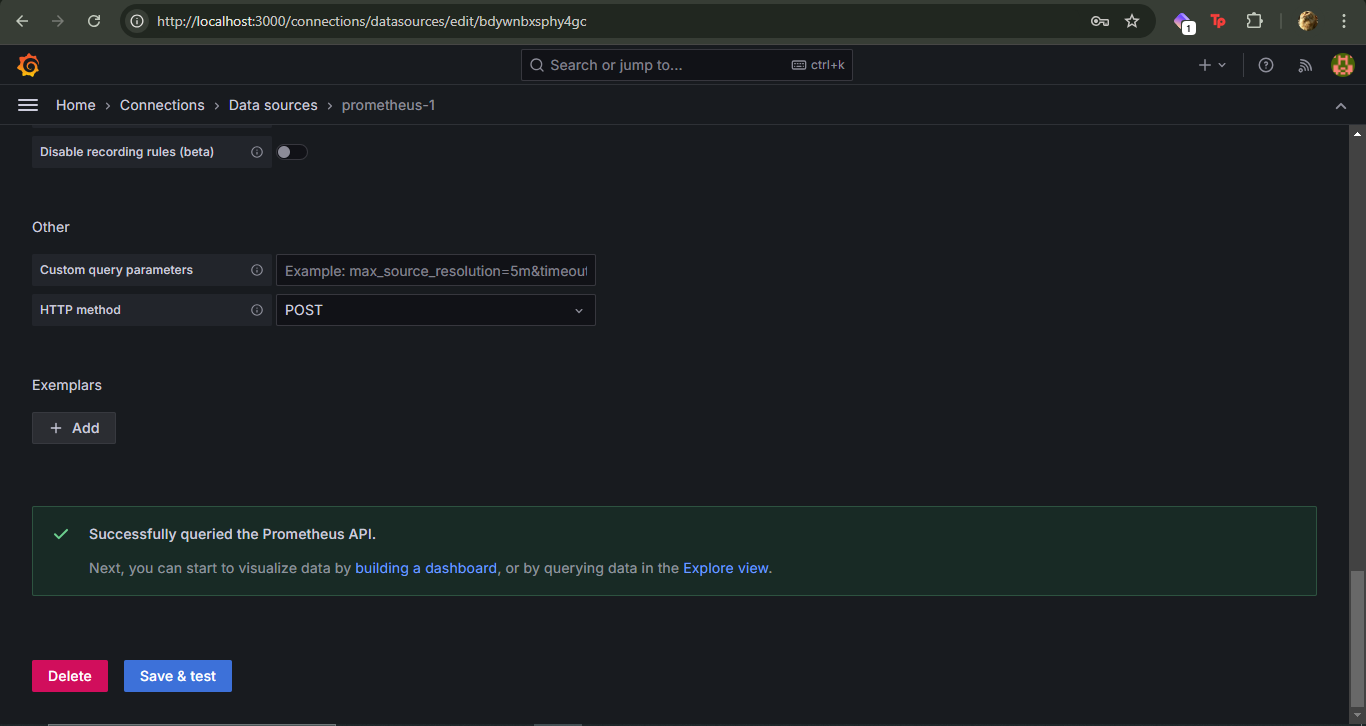 http://localhost:3000/connections/datasources/edit/bdywnbxsphy4gc
1
Tp
Search or jump to...
ctrl+k
Home › Connections › Data sources › prometheus-1
Disable recording rules (beta)
Other
Custom query parameters
Example: max_source_resolution=5m&timeout
HTTP method
POST
Exemplars
+ Add
Successfully queried the Prometheus API.
Next, you can start to visualize data by building a dashboard, or by querying data in the Explore view.
Delete
Save & test